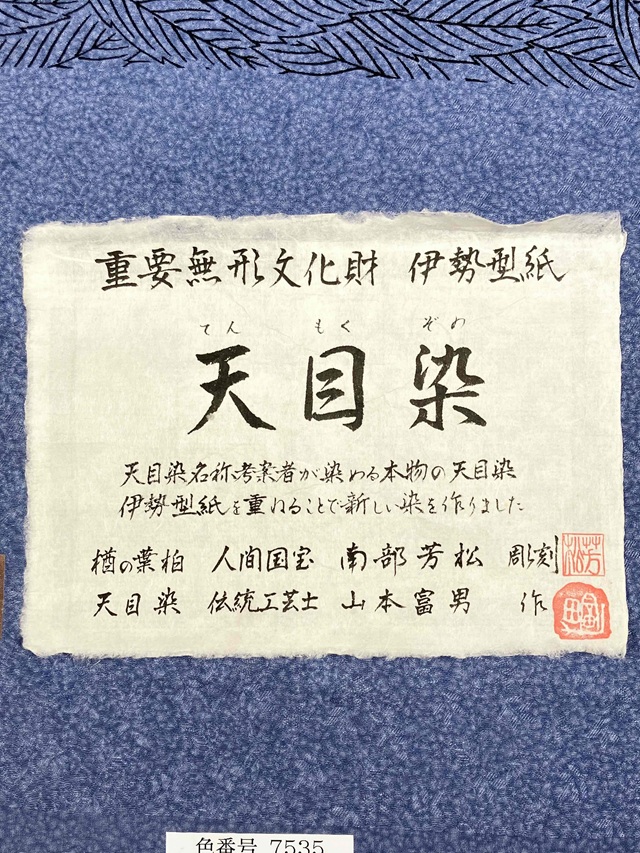 重要無形文化財 伊勢型紙
てん もく ぞめ
天目染
天目染名称考案者が染める本物の天目染
伊勢型紙を重ねることで新しい染を作りました
楢の葉柏 人間国宝 南部芳松 彫刻
芳松
天目染 伝統工芸士 山本富男 作
色番号 7535